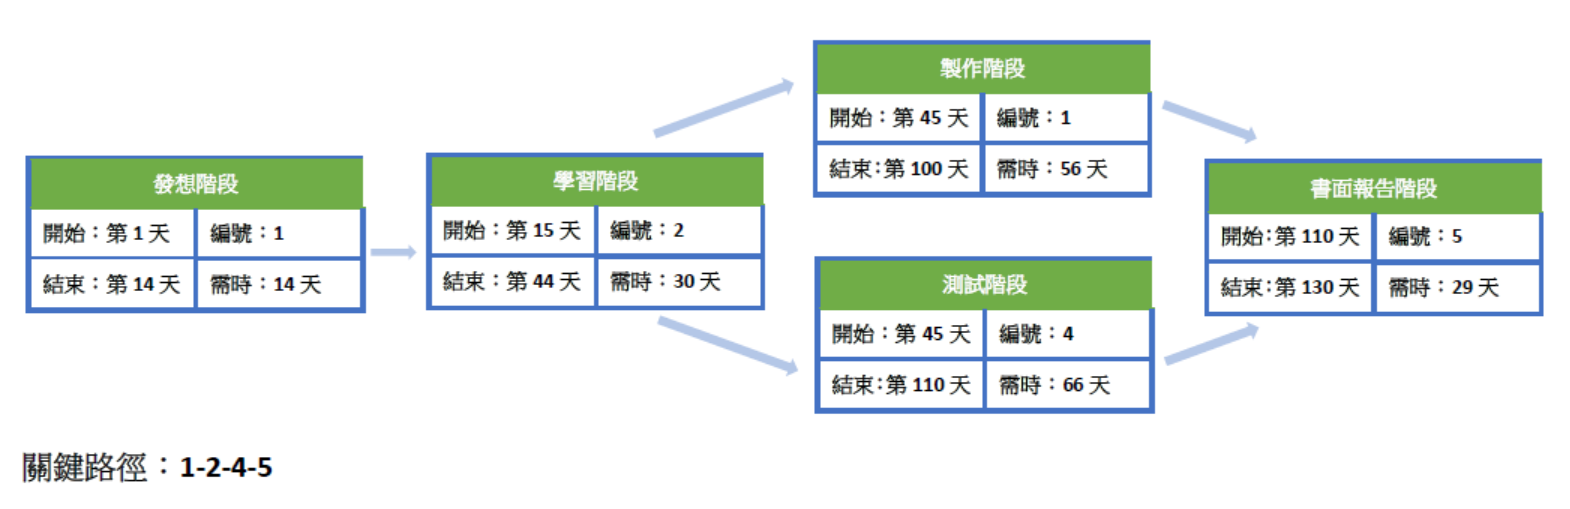 發想階段
開始：第 1 天 編號：1
結束：第 14 天 需時：14 天
學習階段
開始：第 15 天 編號：2
結束：第 44 天 需時：30 天
製作階段
開始：第 45 天 編號：1
結束：第 100 天 需時：56 天
測試階段
開始：第 45 天 編號：4
結束：第 110 天 需時：66 天
書面報告階段
開始：第 110 天 編號：5
結束：第 130 天 需時：29 天
關鍵路徑：1-2-4-5